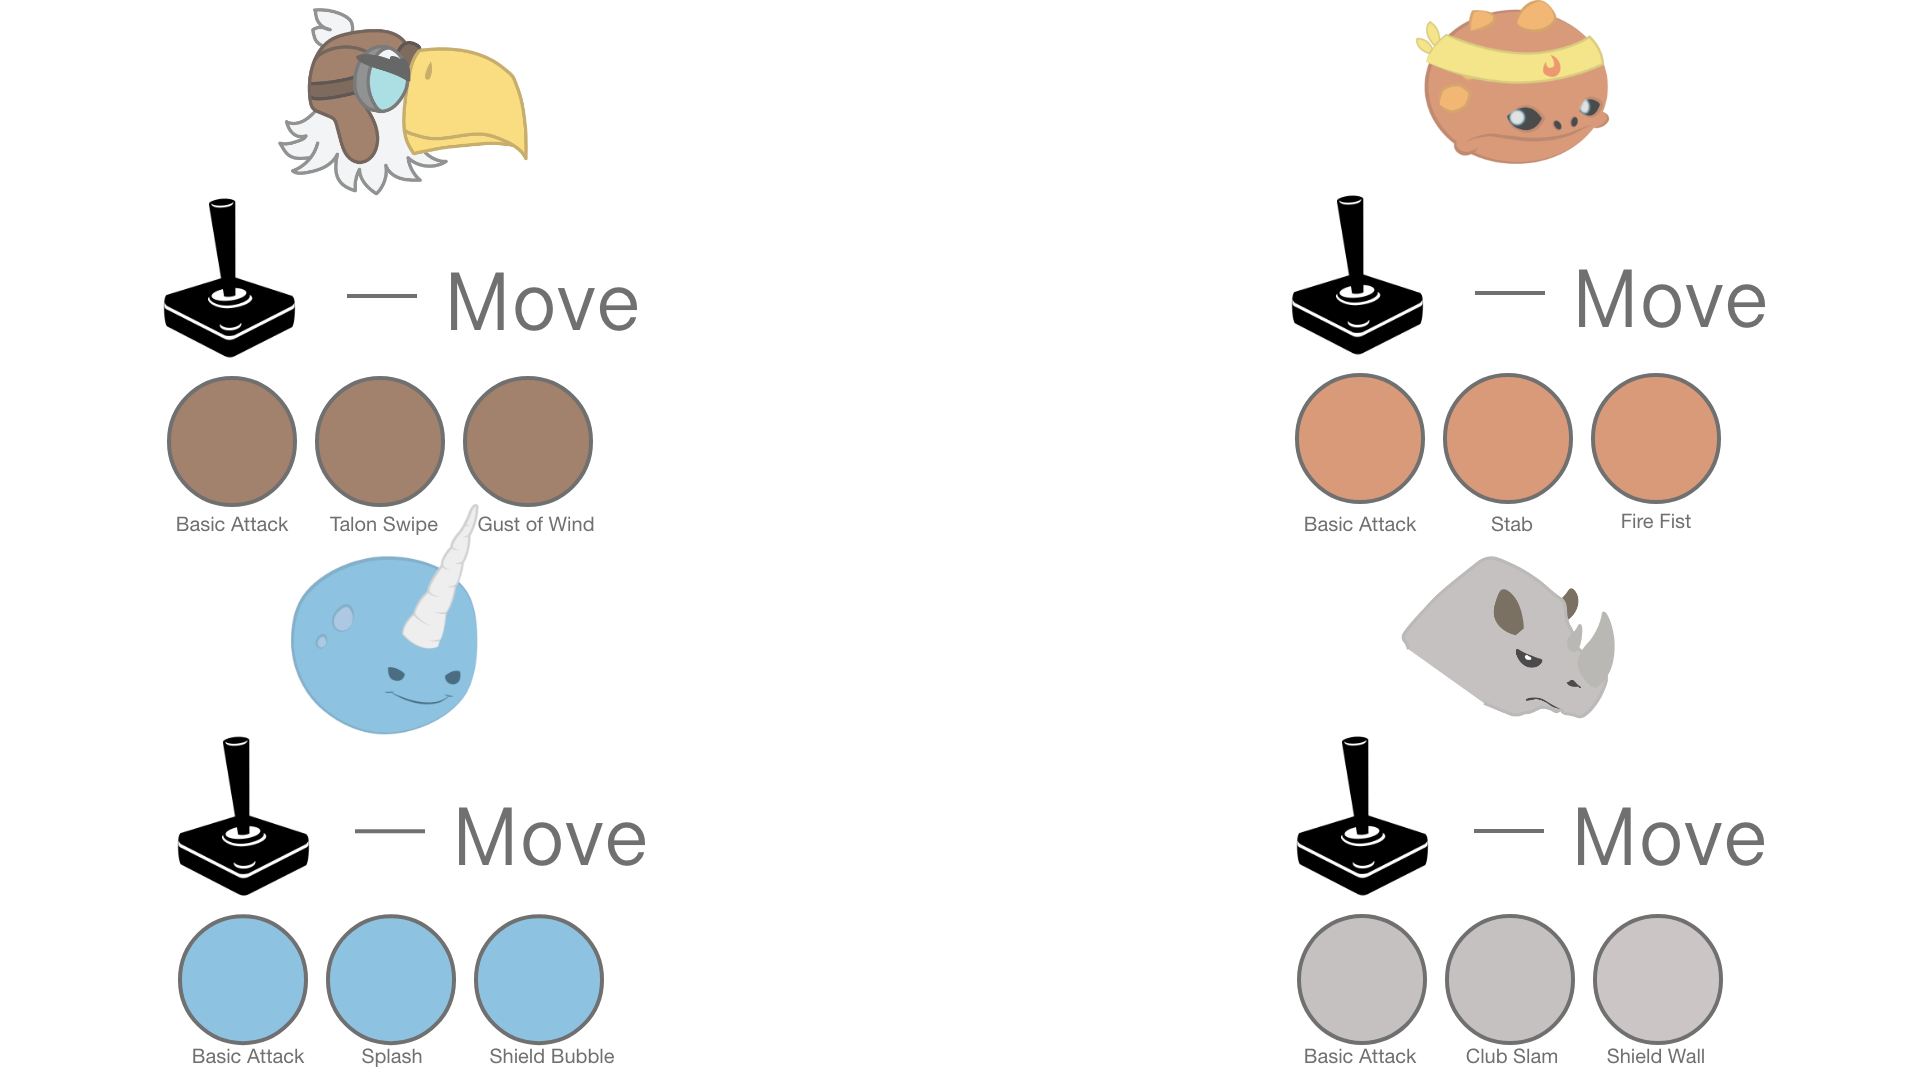 Move
Basic Attack Talon Swipe Gust of Wind
Move
Basic Attack Stab Fire Fist
Move
Basic Attack Splash Shield Bubble
Move
Basic Attack Club Slam Shield Wall